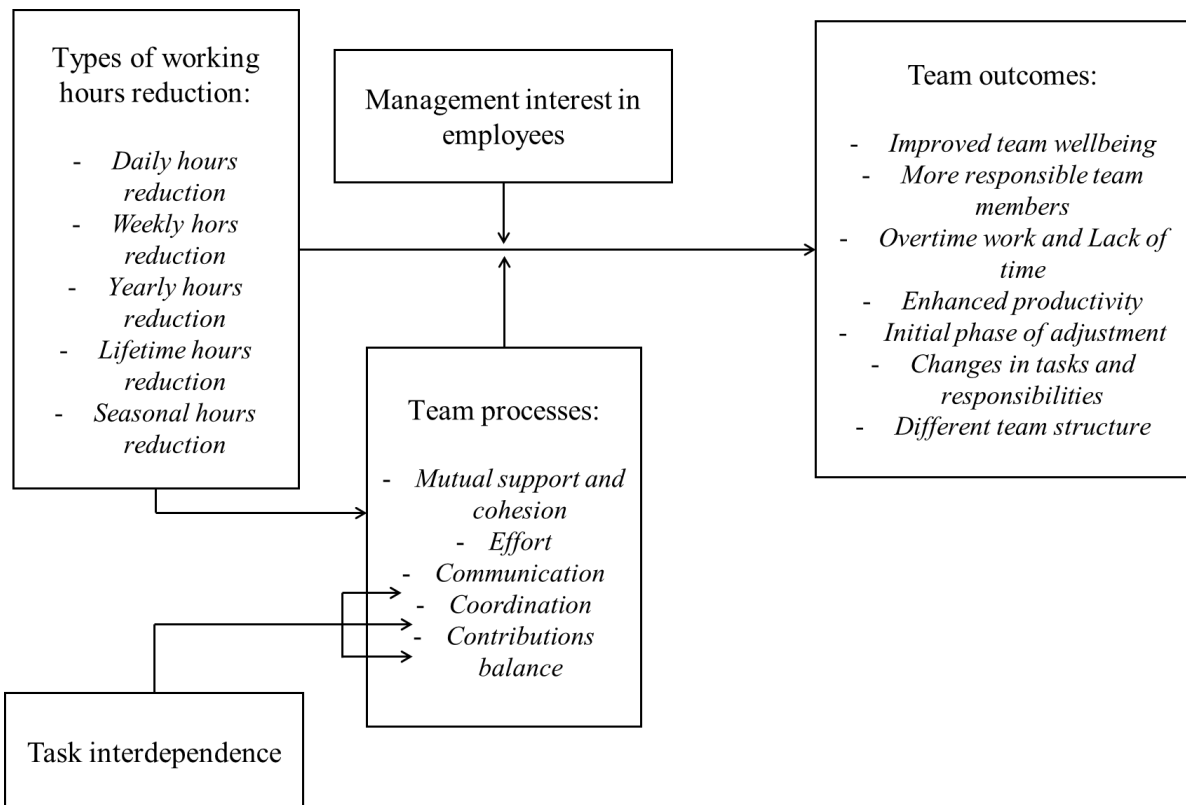 Types of working
hours reduction:
- Daily hours
reduction
- Weekly hors
reduction
- Yearly hours
reduction
- Lifetime hours
reduction
- Seasonal hours
reduction
Management interest in
employees
Team outcomes:
- Improved team wellbeing
- More responsible team
members
- Overtime work and Lack of
time
- Enhanced productivity
- Initial phase of adjustment
- Changes in tasks and
responsibilities
- Different team structure
Team processes:
- Mutual support and
cohesion
- Effort
- Communication
- Coordination
- Contributions
balance
Task interdependence